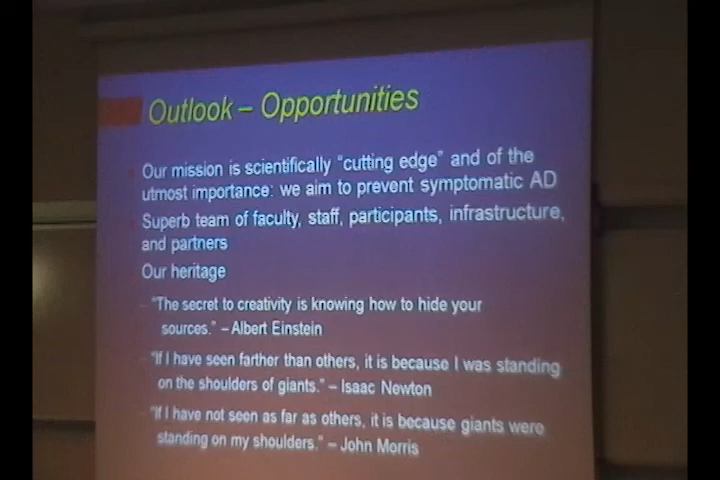 Outlook – Opportunities
Our mission is scientifically "cutting edge" and of the
utmost importance: we aim to prevent symptomatic AD
Superb team of faculty, staff, participants, infrastructure,
and partners
Our heritage
– "The secret to creativity is knowing how to hide your
sources." – Albert Einstein
– "If I have seen farther than others, it is because I was standing
on the shoulders of giants." – Isaac Newton
– "If I have not seen as far as others, it is because giants were
standing on my shoulders." – John Morris